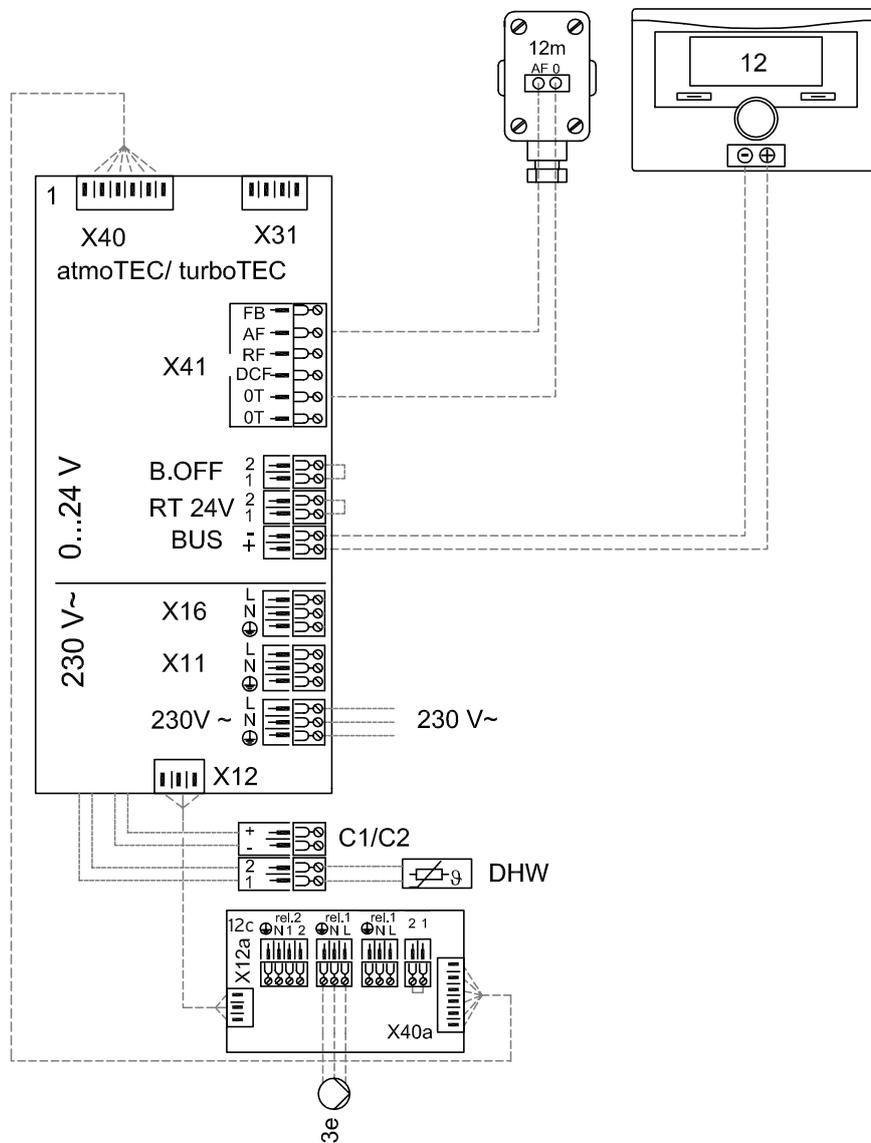 12m
AF 0
12
- +
1
X40
X31
atmoTEC/ turboTEC
X41
FB
AF
RF
DCF
0T
0T
0...24 V
B.OFF
2
1
RT 24V
2
1
BUS
-
+
230 V~
X16
L
N
X11
L
N
230V ~
L
N
230 V~
X12
+
-
C1/C2
2
1
ϑ
DHW
12c
rel.2
N 1 2
rel.1
N L
rel.1
N L
2 1
X12a
X40a
3e